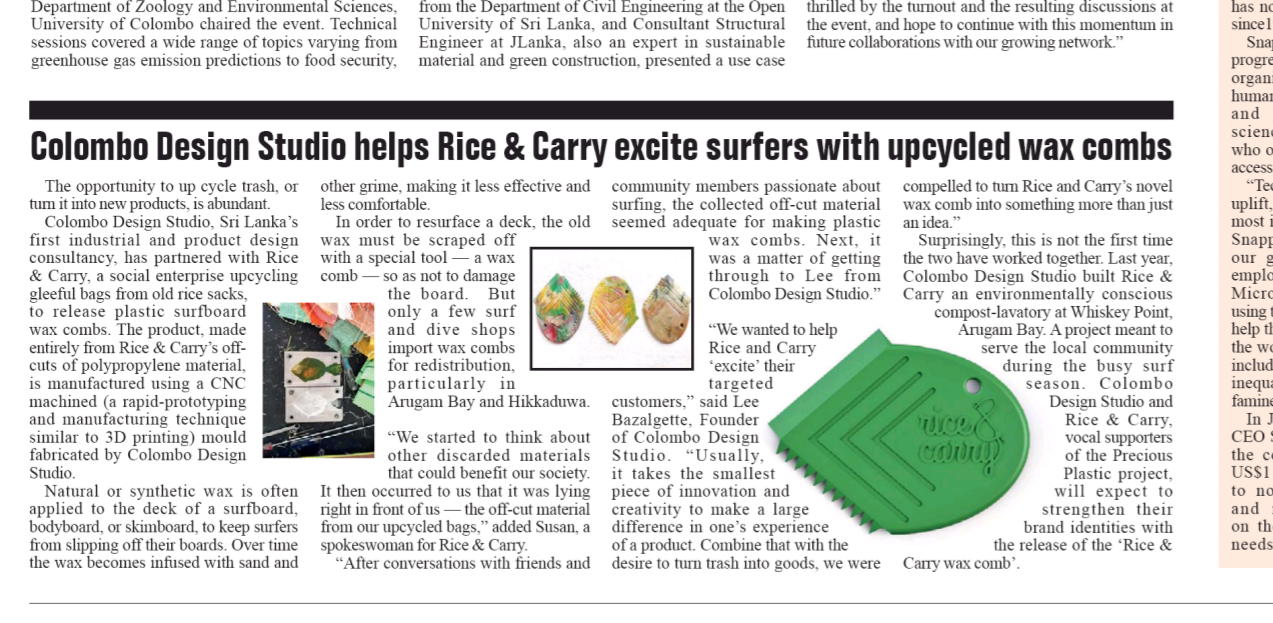 Department of Zoology and Environmental Sciences,
University of Colombo chaired the event. Technical
sessions covered a wide range of topics varying from
greenhouse gas emission predictions to food security,
from the Department of Civil Engineering at the Open
University of Sri Lanka, and Consultant Structural
Engineer at JLanka, also an expert in sustainable
material and green construction, presented a use case
thrilled by the turnout and the resulting discussions at
the event, and hope to continue with this momentum in
future collaborations with our growing network.”
Colombo Design Studio helps Rice & Carry excite surfers with upcycled wax combs
The opportunity to up cycle trash, or
turn it into new products, is abundant.
Colombo Design Studio, Sri Lanka’s
first industrial and product design
consultancy, has partnered with Rice
& Carry, a social enterprise upcycling
gleeful bags from old rice sacks,
to release plastic surfboard
wax combs. The product, made
entirely from Rice & Carry’s off-
cuts of polypropylene material,
is manufactured using a CNC
machined (a rapid-prototyping
and manufacturing technique
similar to 3D printing) mould
fabricated by Colombo Design
Studio.
Natural or synthetic wax is often
applied to the deck of a surfboard,
bodyboard, or skimboard, to keep surfers
from slipping off their boards. Over time
the wax becomes infused with sand and
other grime, making it less effective and
less comfortable.
In order to resurface a deck, the old
wax must be scraped off
with a special tool — a wax
comb — so as not to damage
the board. But
only a few surf
and dive shops
import wax combs
for redistribution,
particularly in
Arugam Bay and Hikkaduwa.
“We started to think about
other discarded materials
that could benefit our society.
It then occurred to us that it was lying
right in front of us — the off-cut material
from our upcycled bags,” added Susan, a
spokeswoman for Rice & Carry.
“After conversations with friends and
community members passionate about
surfing, the collected off-cut material
seemed adequate for making plastic
wax combs. Next, it
was a matter of getting
through to Lee from
Colombo Design Studio.”
“We wanted to help
Rice and Carry
‘excite’ their
targeted
customers,” said Lee
Bazalgette, Founder
of Colombo Design
Studio. “Usually,
it takes the smallest
piece of innovation and
creativity to make a large
difference in one’s experience
of a product. Combine that with the
desire to turn trash into goods, we were
rice &
carry
compelled to turn Rice and Carry’s novel
wax comb into something more than just
an idea.”
Surprisingly, this is not the first time
the two have worked together. Last year,
Colombo Design Studio built Rice &
Carry an environmentally conscious
compost-lavatory at Whiskey Point,
Arugam Bay. A project meant to
serve the local community
during the busy surf
season. Colombo
Design Studio and
Rice & Carry,
vocal supporters
of the Precious
Plastic project,
will expect to
strengthen their
brand identities with
the release of the ‘Rice &
Carry wax comb’.
has no
since
Sna
progre
organi
human
and
scienc
who o
access
“Tec
uplift,
most i
Snapp
our g
emplo
Micro
using t
help th
the wo
includ
inequa
famine
In J
CEO S
the co
US$1
to no
and
on the
needs